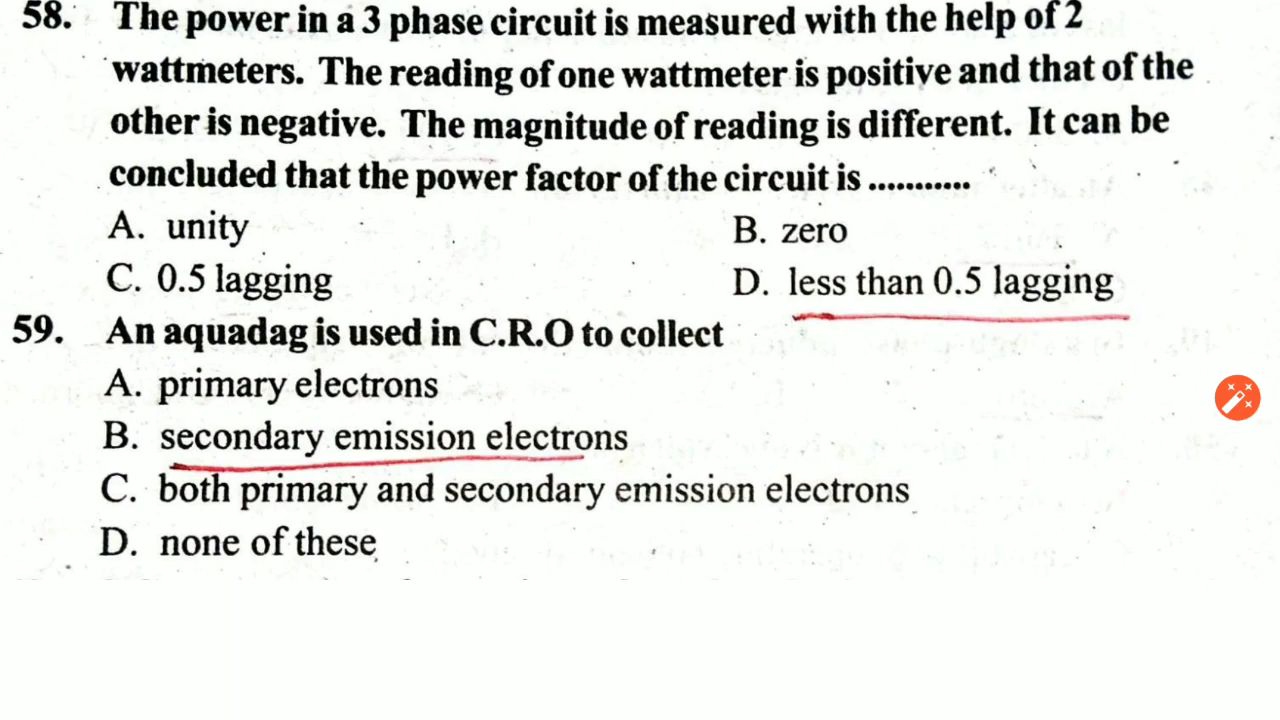 58. The power in a 3 phase circuit is measured with the help of 2
wattmeters. The reading of one wattmeter is positive and that of the
other is negative. The magnitude of reading is different. It can be
concluded that the power factor of the circuit is ...........
A. unity B. zero
C. 0.5 lagging D. less than 0.5 lagging
59. An aquadag is used in C.R.O to collect
A. primary electrons
B. secondary emission electrons
C. both primary and secondary emission electrons
D. none of these